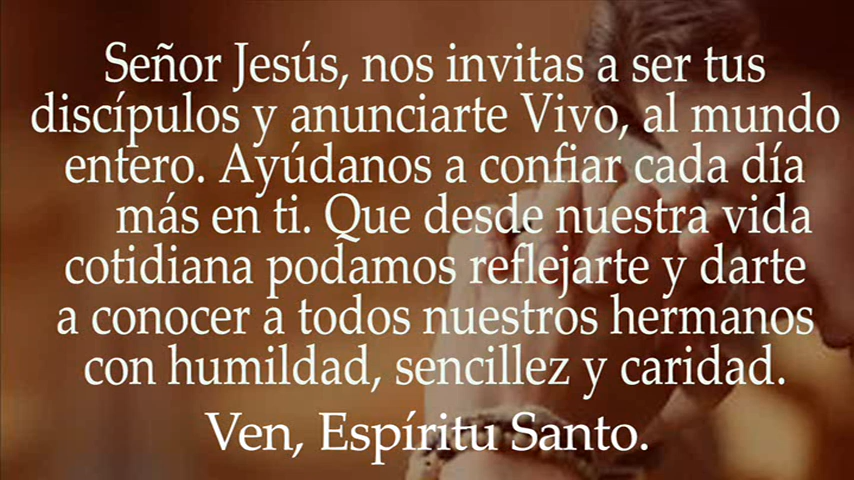 Señor Jesús, nos invitas a ser tus
discípulos y anunciarte Vivo, al mundo
entero. Ayúdanos a confiar cada día
más en ti. Que desde nuestra vida
cotidiana podamos reflejarte y darte
a conocer a todos nuestros hermanos
con humildad, sencillez y caridad.
Ven, Espíritu Santo.